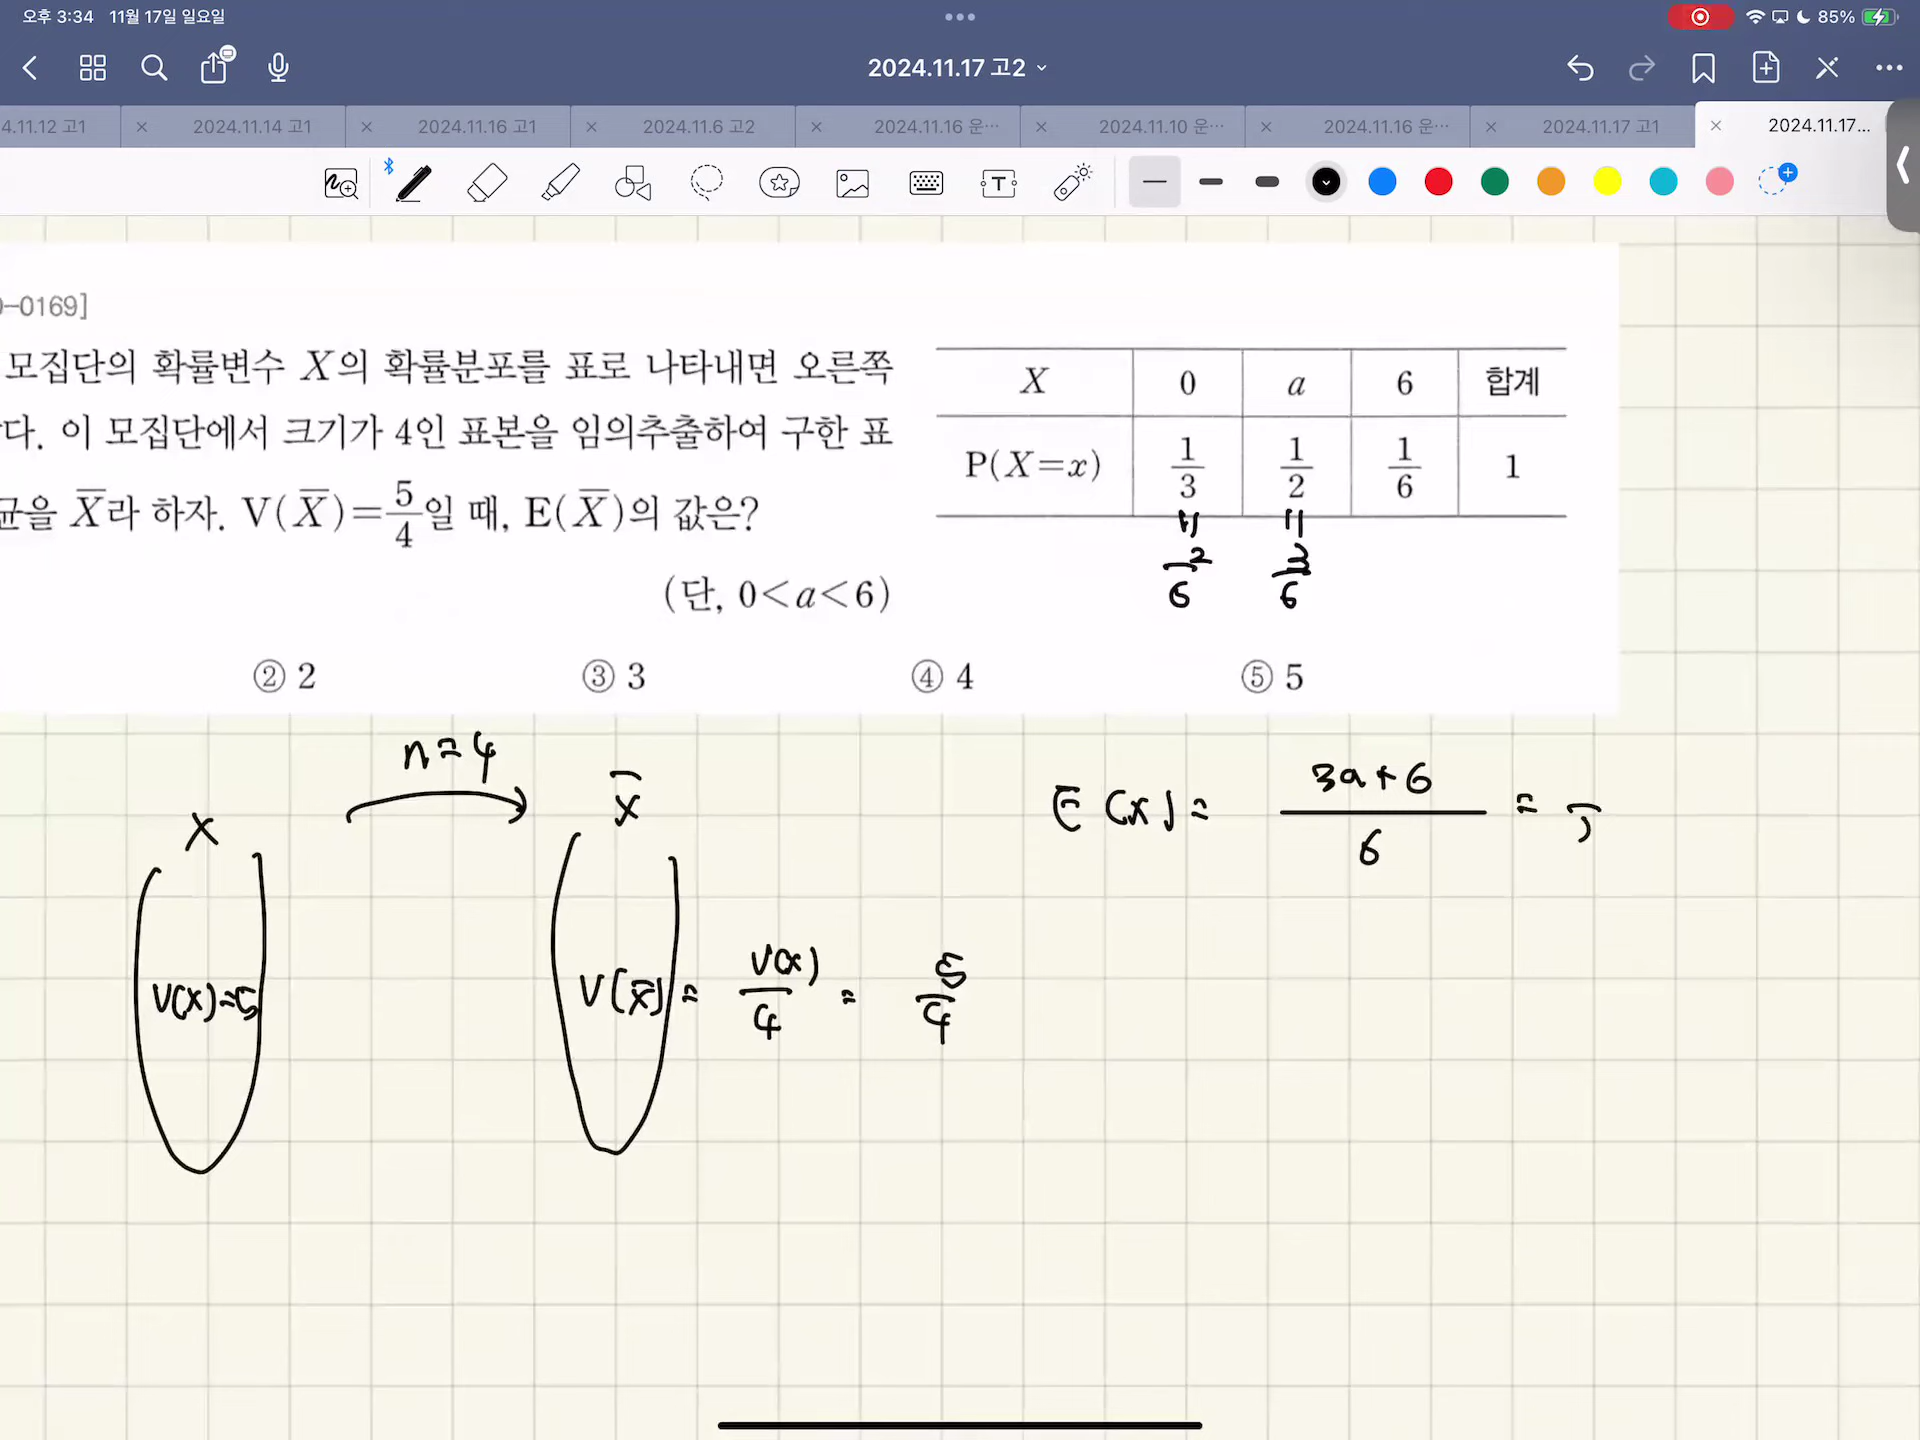 오후 3:34 11월 17일 일요일
85%
2024.11.17 고2
4.11.12 고1
2024.11.14 고1
2024.11.16 고1
2024.11.6 고2
2024.11.16 운…
2024.11.10 운…
2024.11.16 운…
2024.11.17 고1
2024.11.17...
-0169]
모집단의 확률변수 X의 확률분포를 표로 나타내면 오른쪽
다. 이 모집단에서 크기가 4인 표본을 임의추출하여 구한 표
균을 X̅라 하자. V(X̅)=5/4일 때, E(X̅)의 값은?
(단, 0<a<6)
X 0 a 6 합계
P(X=x) 1/3 1/2 1/6 1
2/6 3/6
② 2 ③ 3 ④ 4 ⑤ 5
n=4
X X̅
E(X)= (3a+6)/6 =
V(X)=5
V(X̅)= V(X)/4 = 5/4